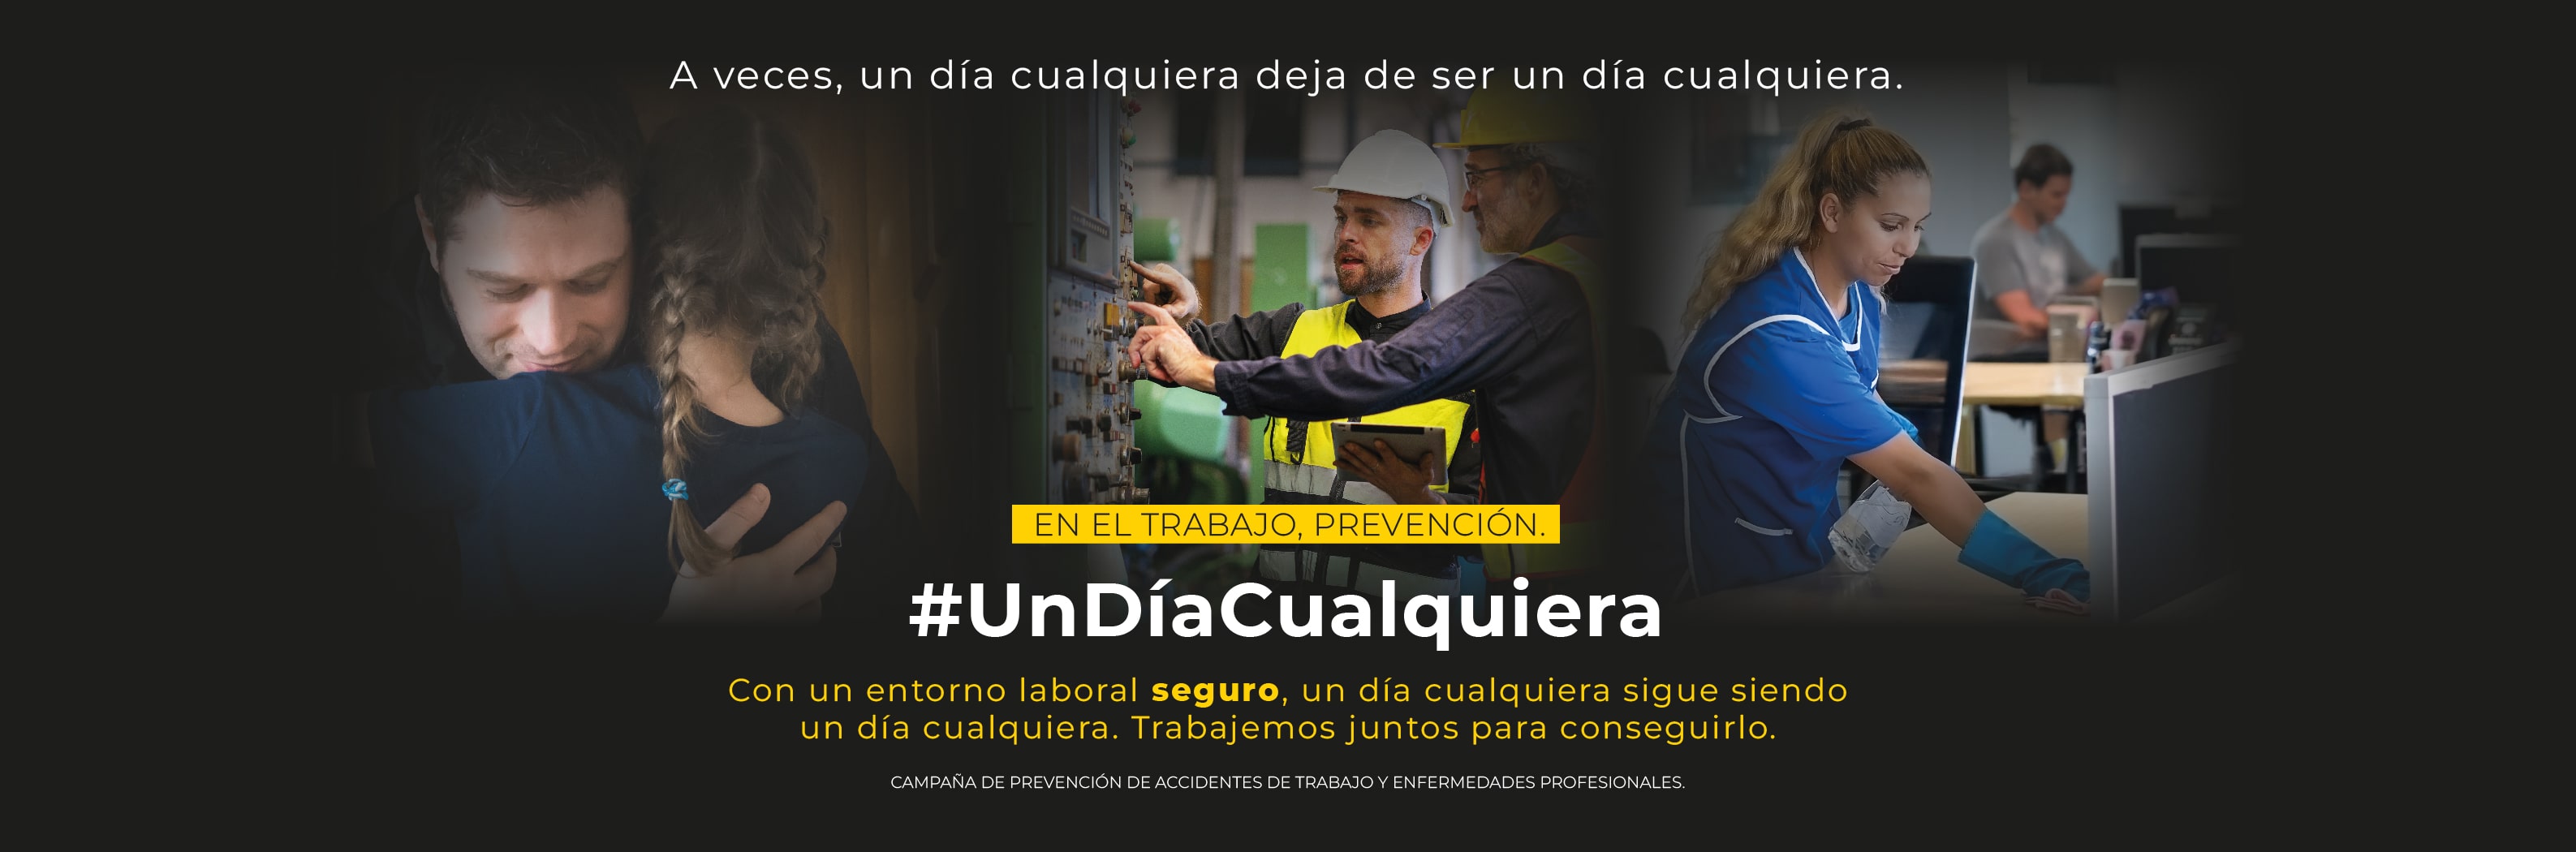 A veces, un día cualquiera deja de ser un día cualquiera.
EN EL TRABAJO, PREVENCIÓN.
#UnDíaCualquiera
Con un entorno laboral seguro, un día cualquiera sigue siendo
un día cualquiera. Trabajemos juntos para conseguirlo.
CAMPAÑA DE PREVENCIÓN DE ACCIDENTES DE TRABAJO Y ENFERMEDADES PROFESIONALES.